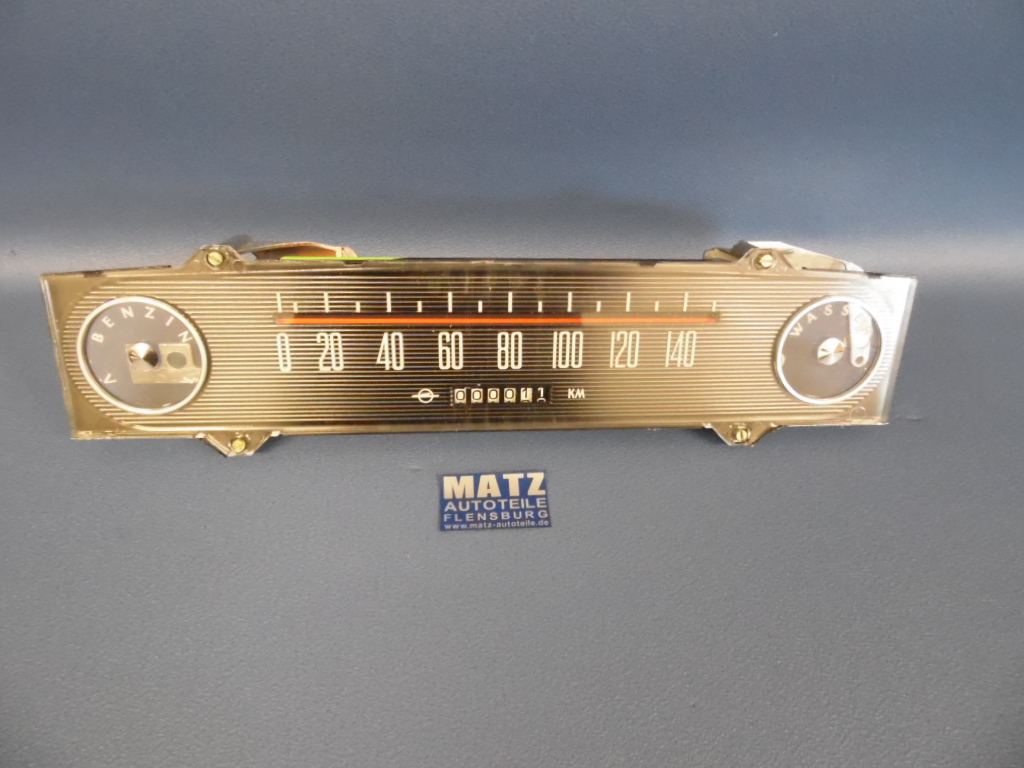 BENZIN
V
0 20 40 60 80 100 120 140
000011 KM
WASS
MATZ
AUTOTEILE
FLENSBURG
www.matz-autoteile.de